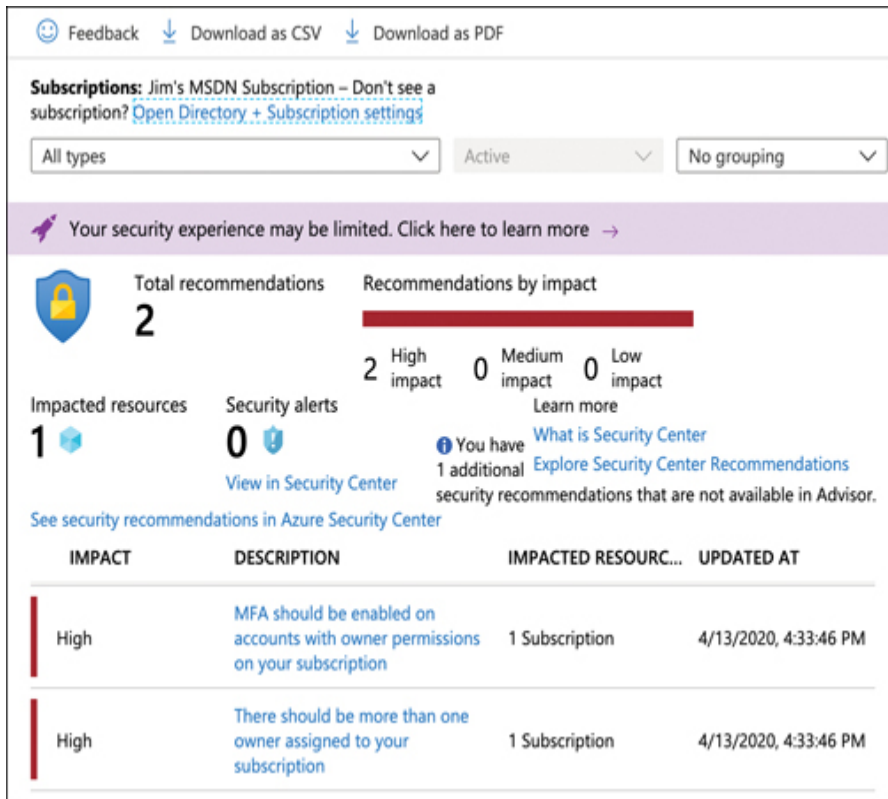 Feedback Download as CSV Download as PDF
Subscriptions: Jim's MSDN Subscription – Don't see a
subscription? Open Directory + Subscription settings
All types Active No grouping
Your security experience may be limited. Click here to learn more →
Total recommendations
2
Recommendations by impact
2 High impact 0 Medium impact 0 Low impact
Impacted resources
1
Security alerts
0
View in Security Center
Learn more
What is Security Center
Explore Security Center Recommendations
You have
1 additional
security recommendations that are not available in Advisor.
See security recommendations in Azure Security Center
IMPACT DESCRIPTION IMPACTED RESOURC... UPDATED AT
High
MFA should be enabled on
accounts with owner permissions
on your subscription
1 Subscription
4/13/2020, 4:33:46 PM
High
There should be more than one
owner assigned to your
subscription
1 Subscription
4/13/2020, 4:33:46 PM